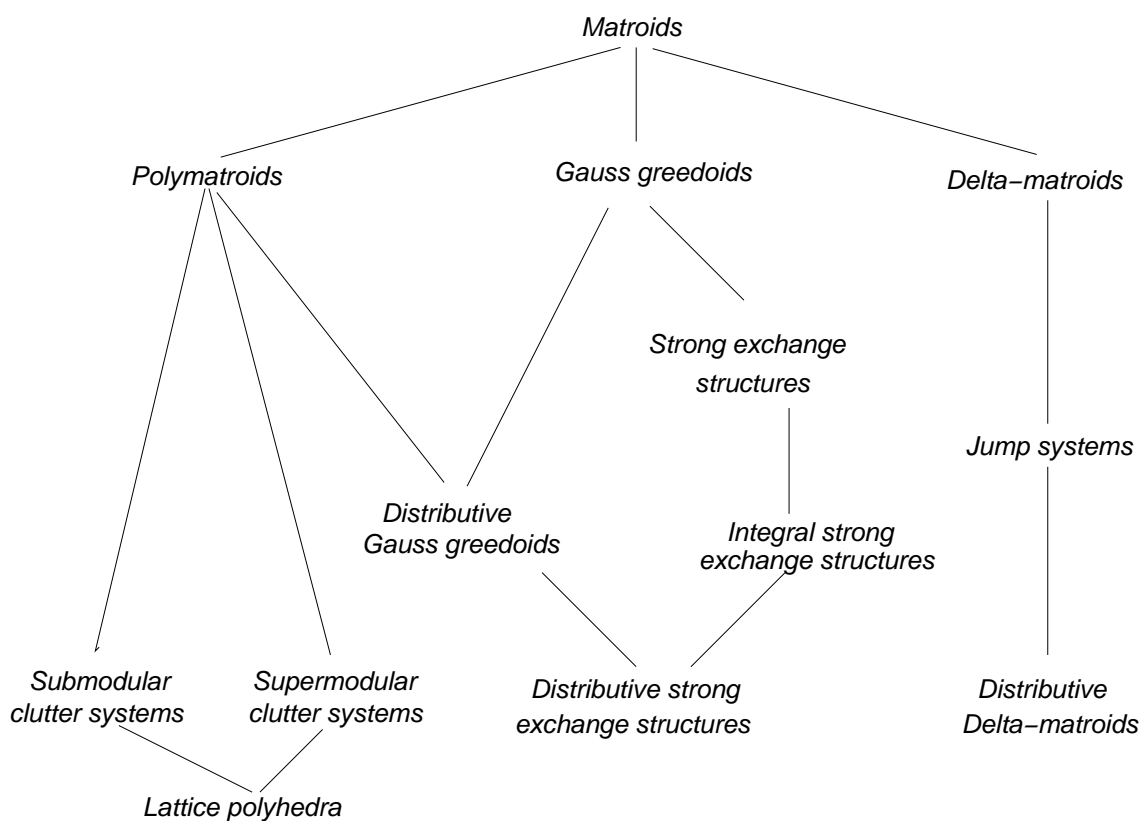 Matroids
Polymatroids
Gauss greedoids
Delta−matroids
Strong exchange
structures
Jump systems
Distributive
Gauss greedoids
Integral strong
exchange structures
Submodular
clutter systems
Supermodular
clutter systems
Distributive strong
exchange structures
Distributive
Delta−matroids
Lattice polyhedra